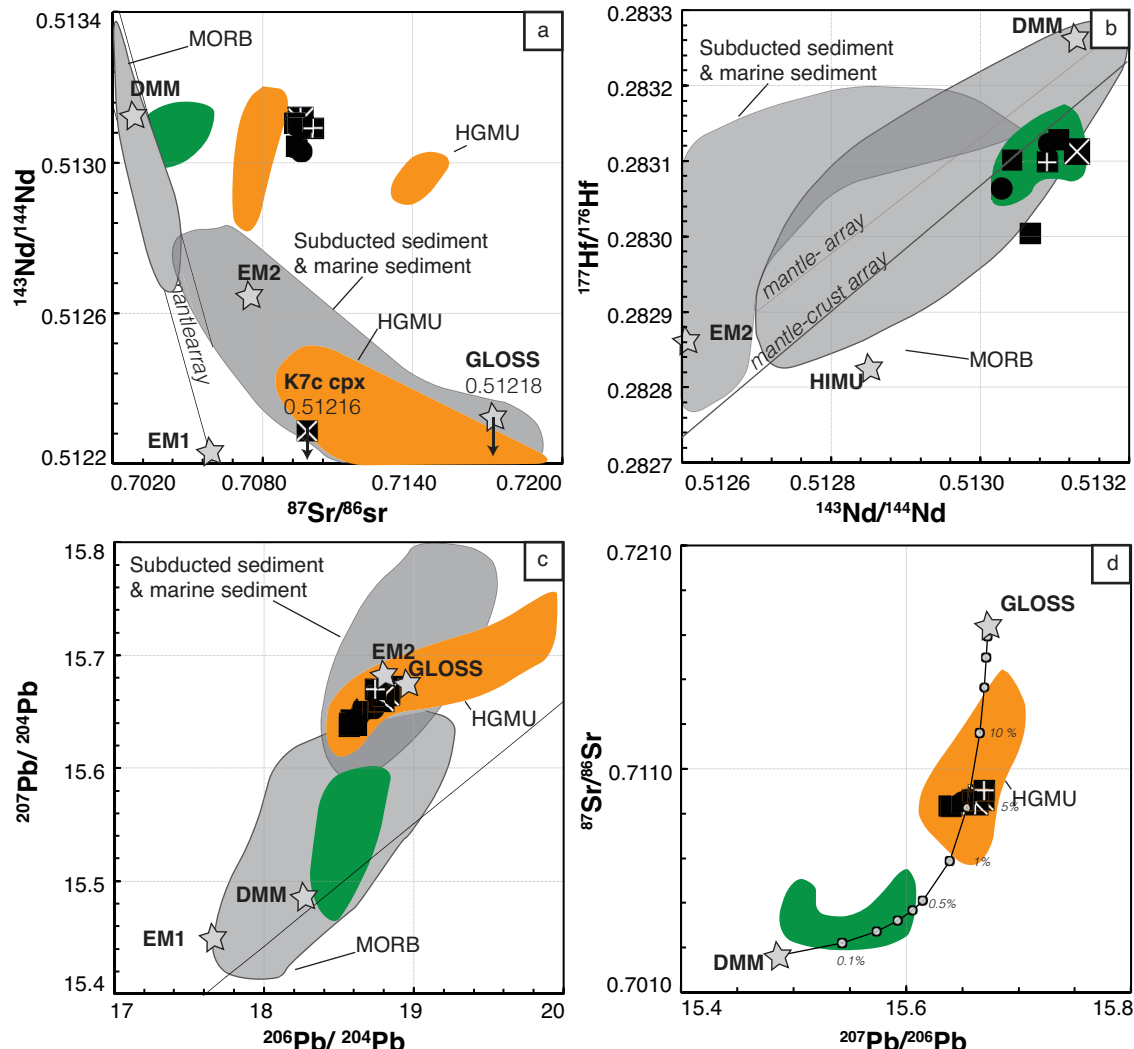 a
0.5134
MORB
DMM
HGMU
0.5130
143Nd/144Nd
Subducted sediment
& marine sediment
EM2
0.5126
HGMU
mantlearray
GLOSS
0.51218
K7c cpx
0.51216
EM1
0.5122
0.7020
0.7080
0.7140
0.7200
87Sr/86sr
b
0.2833
DMM
Subducted sediment
& marine sediment
0.2832
0.2831
177Hf/176Hf
0.2830
mantle- array
mantle-crust array
0.2829
EM2
MORB
HIMU
0.2828
0.2827
0.5126
0.5128
0.5130
0.5132
143Nd/144Nd
c
15.8
Subducted sediment
& marine sediment
EM2
15.7
GLOSS
HGMU
207Pb/ 204Pb
15.6
15.5
DMM
EM1
MORB
15.4
17
18
19
20
206Pb/ 204Pb
d
0.7210
GLOSS
10 %
87Sr/86Sr
0.7110
HGMU
5%
1%
0.5%
DMM
0.1%
0.7010
15.4
15.6
15.8
207Pb/206Pb